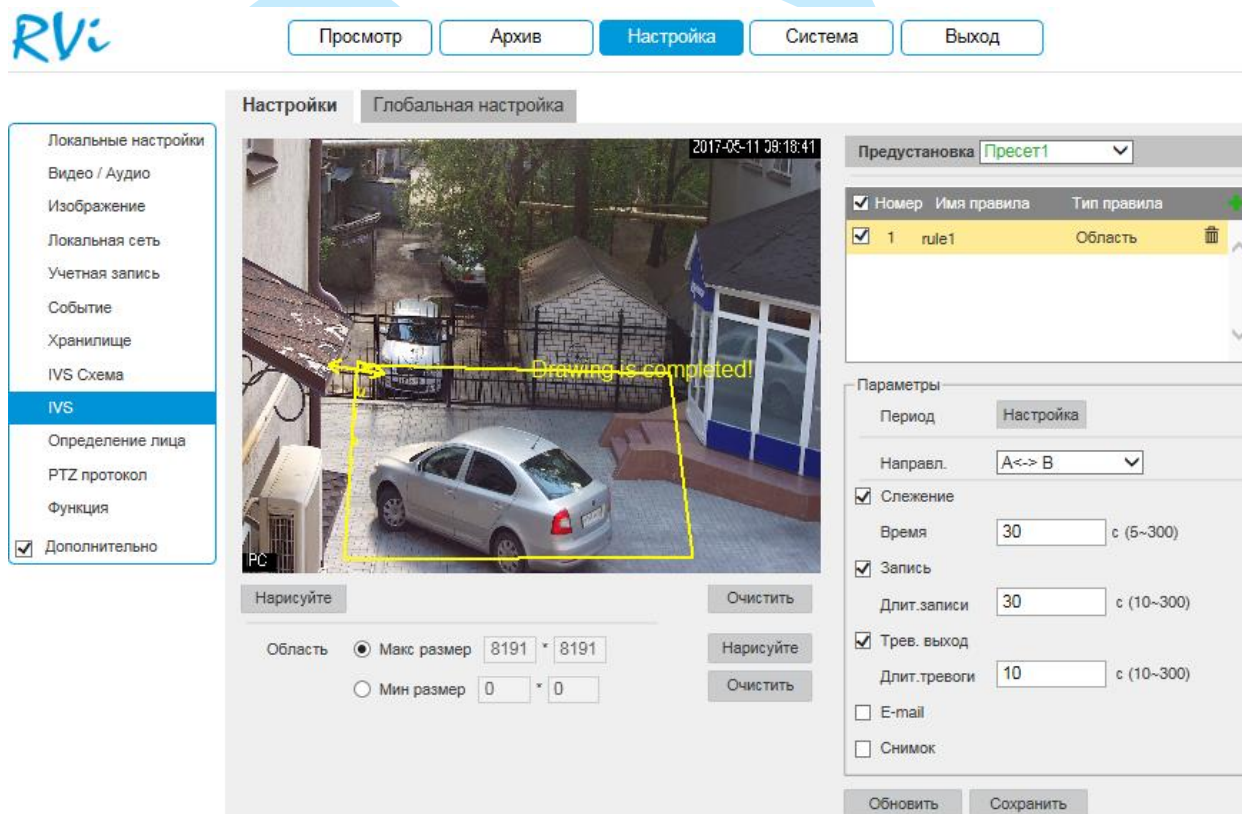 RVi
Просмотр Архив Настройка Система Выход
Настройки Глобальная настройка
Локальные настройки
Видео / Аудио
Изображение
Локальная сеть
Учетная запись
Событие
Хранилище
IVS Схема
IVS
Определение лица
PTZ протокол
Функция
Дополнительно
2017-05-11 09:18:41
Drawing is completed!
PC
Нарисуйте Очистить
Область Макс размер 8191 * 8191 Нарисуйте
Мин размер 0 * 0 Очистить
Предустановка Пресет1
Номер Имя правила Тип правила
1 rule1 Область
Параметры
Период Настройка
Направл. A<-> B
Слежение
Время 30 с (5~300)
Запись
Длит.записи 30 с (10~300)
Трев. выход
Длит.тревоги 10 с (10~300)
E-mail
Снимок
Обновить Сохранить